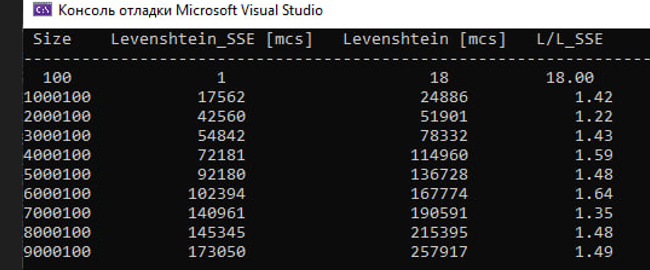 Консоль отладки Microsoft Visual Studio
Size Levenshtein_SSE [mcs] Levenshtein [mcs] L/L_SSE
--------------------------------------------------------------------------------
100 1 18 18.00
1000100 17562 24886 1.42
2000100 42560 51901 1.22
3000100 54842 78332 1.43
4000100 72181 114960 1.59
5000100 92180 136728 1.48
6000100 102394 167774 1.64
7000100 140961 190591 1.35
8000100 145345 215395 1.48
9000100 173050 257917 1.49